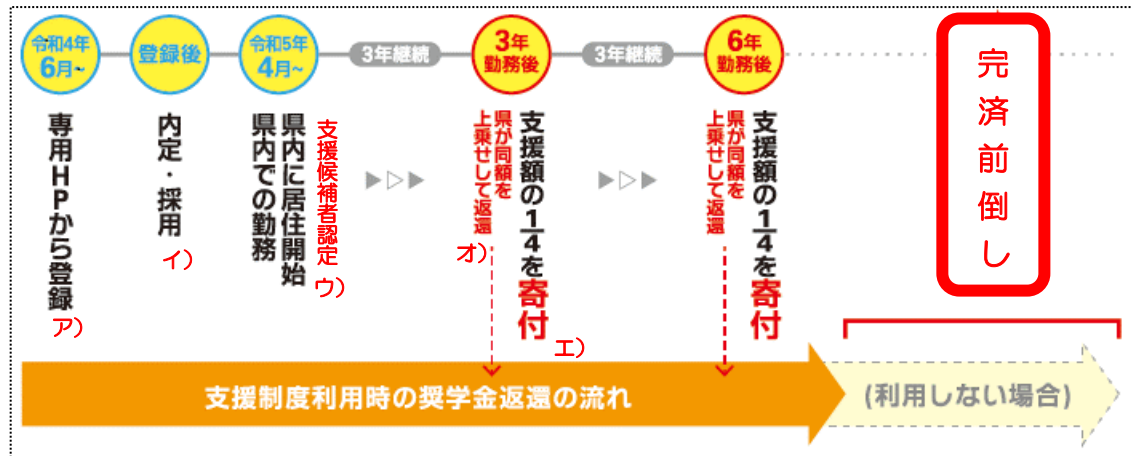 令和4年
6月~
登録後
令和5年
4月~
3年継続
3年
勤務後
3年継続
6年
勤務後
専用HPから登録
ア)
内定・採用
イ)
支援候補者認定
県内に居住開始
県内での勤務
ウ)
支援額の1/4を寄付
エ)
県が同額を
上乗せして返還
オ)
支援額の1/4を寄付
県が同額を
上乗せして返還
完済前倒し
支援制度利用時の奨学金返還の流れ
(利用しない場合)